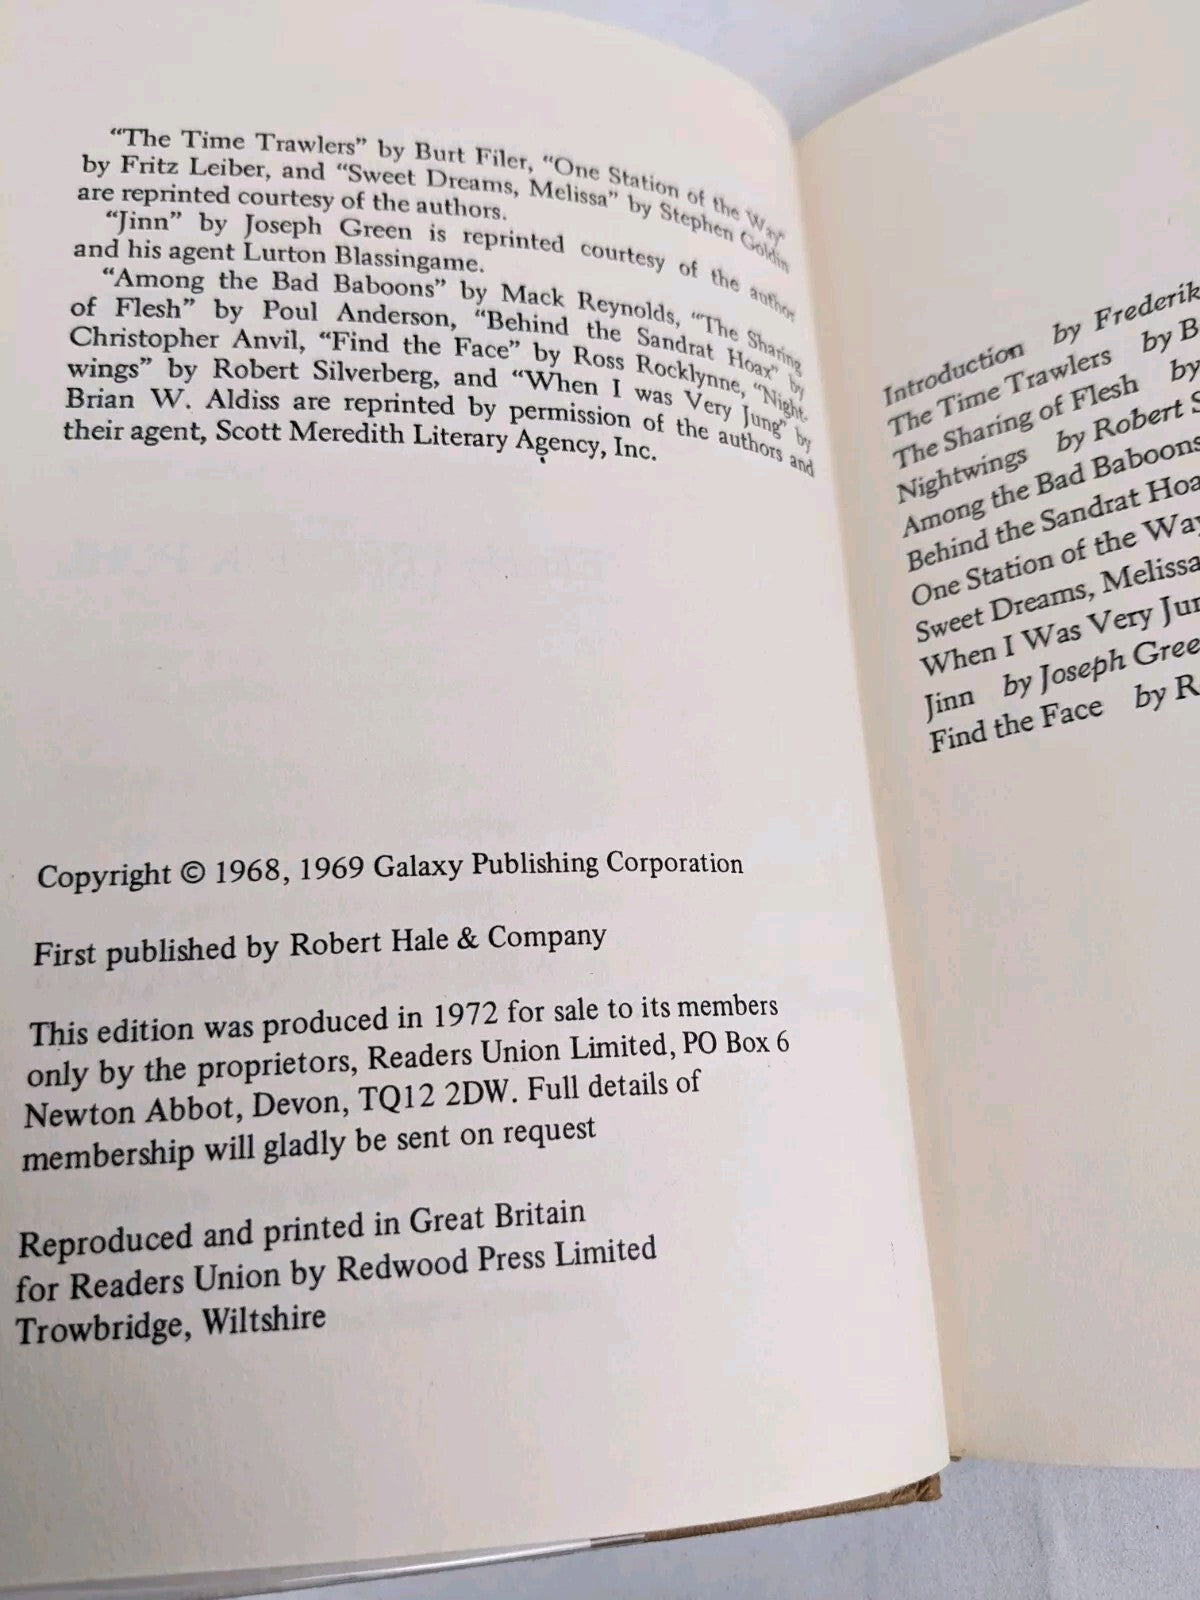 “The Time Trawlers” by Burt Filer, “One Station of the Way”
by Fritz Leiber, and “Sweet Dreams, Melissa” by Stephen Goldin
are reprinted courtesy of the authors.
“Jinn” by Joseph Green is reprinted courtesy of the author
and his agent Lurton Blassingame.
“Among the Bad Baboons” by Mack Reynolds, “The Sharing
of Flesh” by Poul Anderson, “Behind the Sandrat Hoax” by
Christopher Anvil, “Find the Face” by Ross Rocklynne, “Night-
wings” by Robert Silverberg, and “When I was Very Jung” by
Brian W. Aldiss are reprinted by permission of the authors and
their agent, Scott Meredith Literary Agency, Inc.
Copyright © 1968, 1969 Galaxy Publishing Corporation
First published by Robert Hale & Company
This edition was produced in 1972 for sale to its members
only by the proprietors, Readers Union Limited, PO Box 6
Newton Abbot, Devon, TQ12 2DW. Full details of
membership will gladly be sent on request
Reproduced and printed in Great Britain
for Readers Union by Redwood Press Limited
Trowbridge, Wiltshire
Introduction by Frederik
The Time Trawlers by B
The Sharing of Flesh by
Nightwings by Robert S
Among the Bad Baboons
Behind the Sandrat Hoa
One Station of the Way
Sweet Dreams, Melissa
When I Was Very Jun
Jinn by Joseph Gree
Find the Face by R